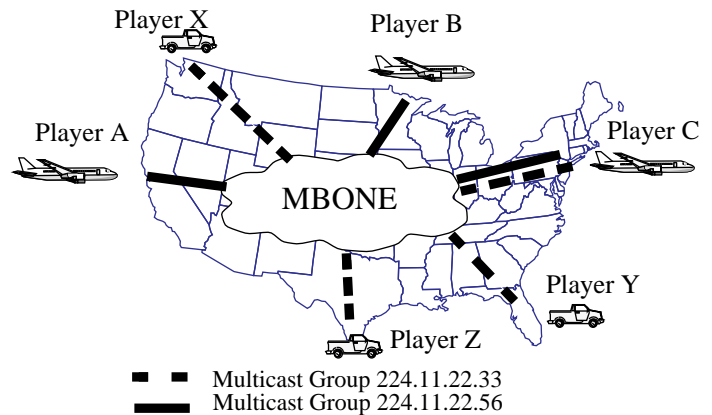 Player X
Player B
Player A
Player C
MBONE
Player Y
Player Z
Multicast Group 224.11.22.33
Multicast Group 224.11.22.56